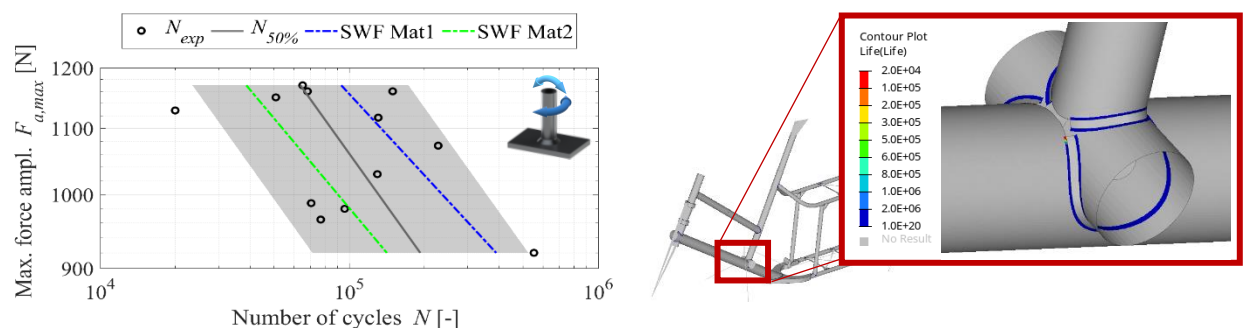 N_exp N_50% SWF Mat1 SWF Mat2
Max. force ampl. F_a,max [N]
1200
1100
1000
900
10^4 10^5 10^6
Number of cycles N [-]
Contour Plot
Life(Life)
2.0E+04
1.0E+05
2.0E+05
3.0E+05
5.0E+05
6.0E+05
8.0E+05
1.0E+06
2.0E+06
1.0E+20
No Result